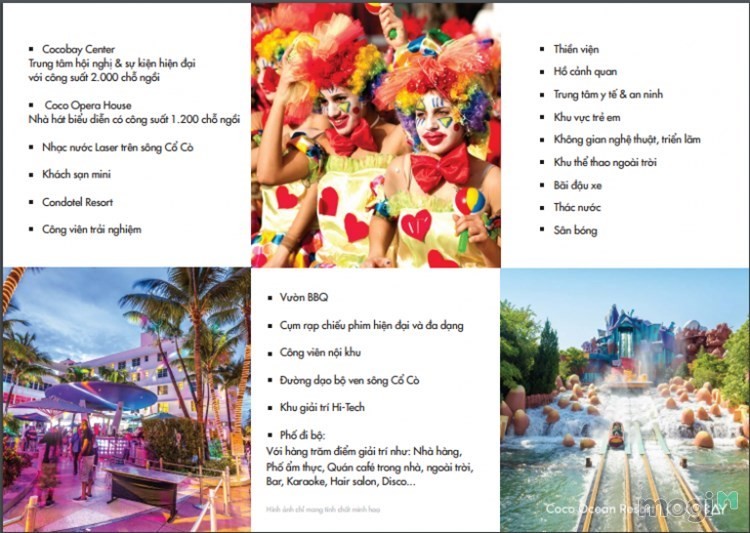 Cocobay Center
Trung tâm hội nghị & sự kiện hiện đại
với công suất 2.000 chỗ ngồi
Coco Opera House
Nhà hát biểu diễn có công suất 1.200 chỗ ngồi
Nhạc nước Laser trên sông Cổ Cò
Khách sạn mini
Condotel Resort
Công viên trải nghiệm
Thiền viện
Hồ cảnh quan
Trung tâm y tế & an ninh
Khu vực trẻ em
Không gian nghệ thuật, triển lãm
Khu thể thao ngoài trời
Bãi đậu xe
Thác nước
Sân bóng
Vườn BBQ
Cụm rạp chiếu phim hiện đại và đa dạng
Công viên nội khu
Đường dạo bộ ven sông Cổ Cò
Khu giải trí Hi-Tech
Phố đi bộ:
Với hàng trăm điểm giải trí như: Nhà hàng,
Phố ẩm thực, Quán café trong nhà, ngoài trời,
Bar, Karaoke, Hair salon, Disco...
Hình ảnh chỉ mang tính chất minh họa
Coco Ocean Resort
mogi